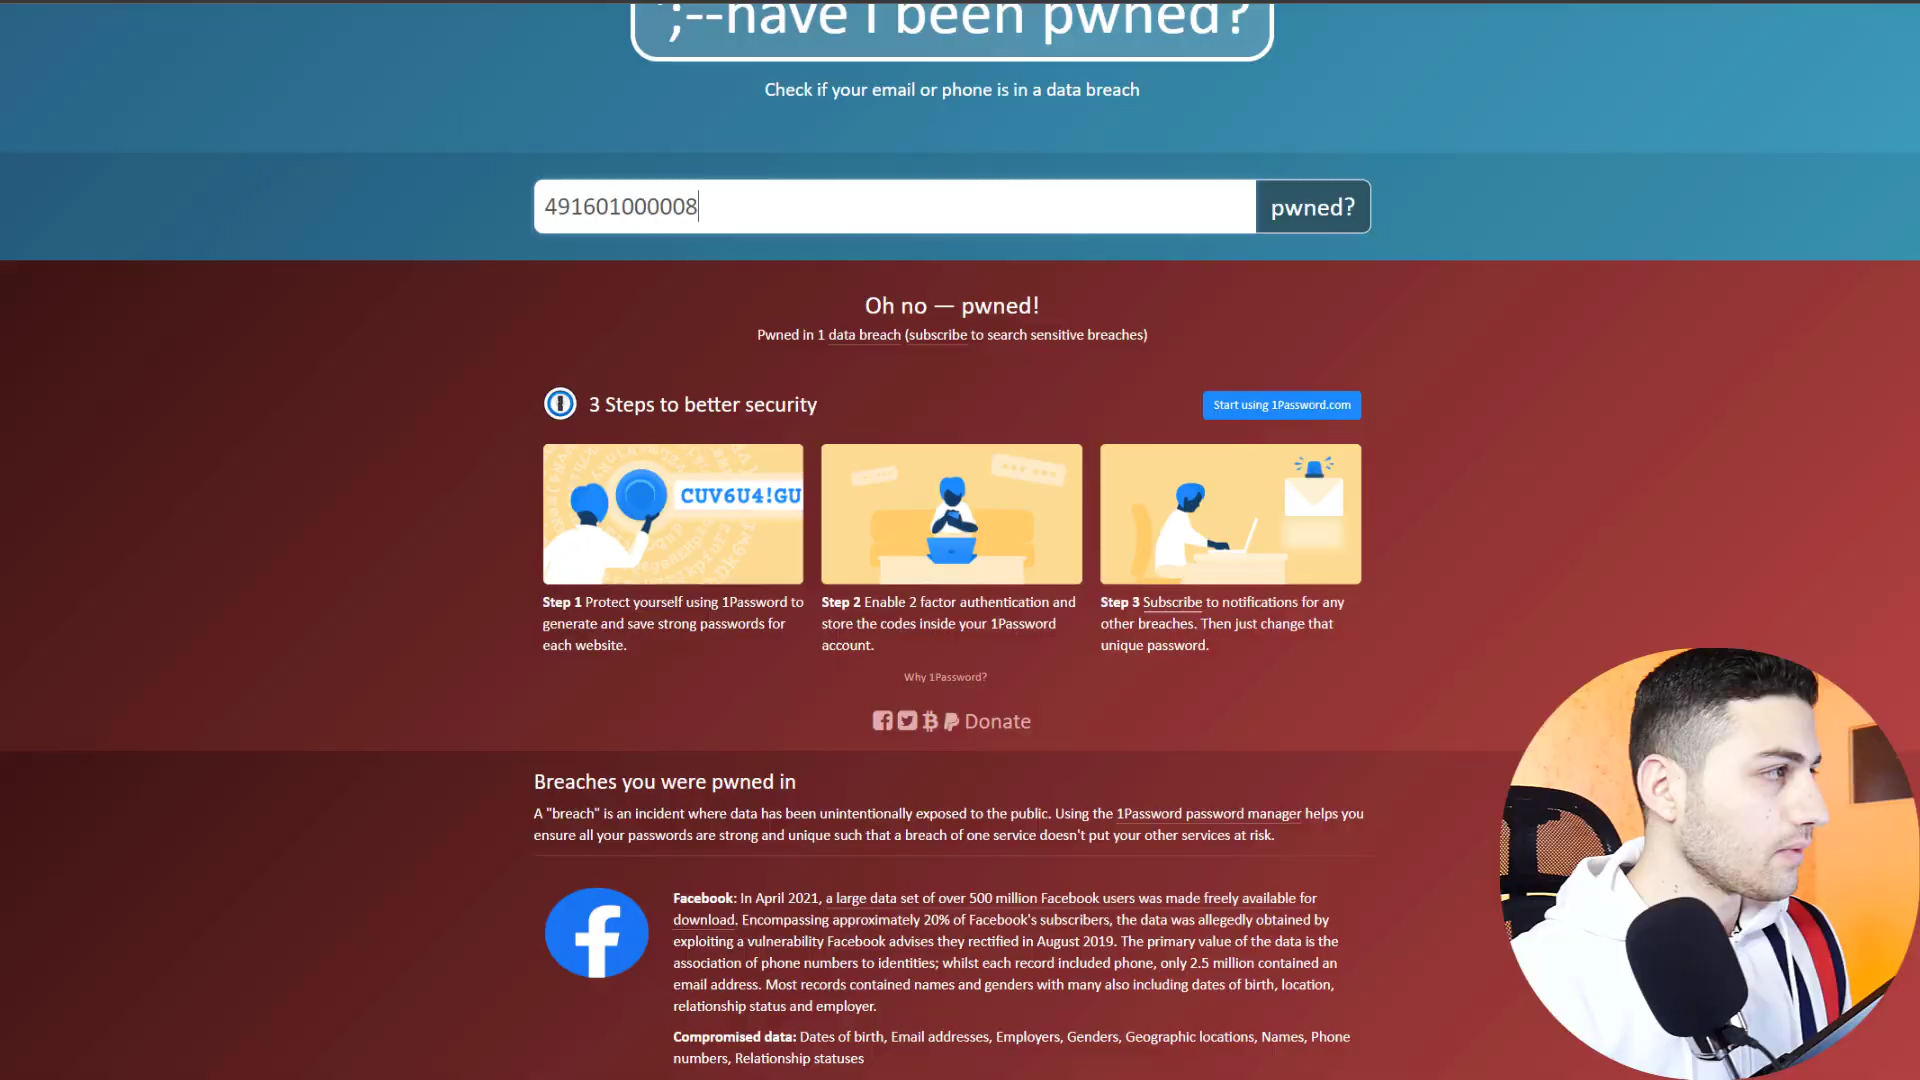 ';--have i been pwned?
Check if your email or phone is in a data breach
491601000008
pwned?
Oh no — pwned!
Pwned in 1 data breach (subscribe to search sensitive breaches)
3 Steps to better security
Start using 1Password.com
CUV6U4!GU
Step 1 Protect yourself using 1Password to
generate and save strong passwords for
each website.
Step 2 Enable 2 factor authentication and
store the codes inside your 1Password
account.
Step 3 Subscribe to notifications for any
other breaches. Then just change that
unique password.
Why 1Password?
Donate
Breaches you were pwned in
A "breach" is an incident where data has been unintentionally exposed to the public. Using the 1Password password manager helps you
ensure all your passwords are strong and unique such that a breach of one service doesn't put your other services at risk.
Facebook: In April 2021, a large data set of over 500 million Facebook users was made freely available for
download. Encompassing approximately 20% of Facebook's subscribers, the data was allegedly obtained by
exploiting a vulnerability Facebook advises they rectified in August 2019. The primary value of the data is the
association of phone numbers to identities; whilst each record included phone, only 2.5 million contained an
email address. Most records contained names and genders with many also including dates of birth, location,
relationship status and employer.
Compromised data: Dates of birth, Email addresses, Employers, Genders, Geographic locations, Names, Phone
numbers, Relationship statuses